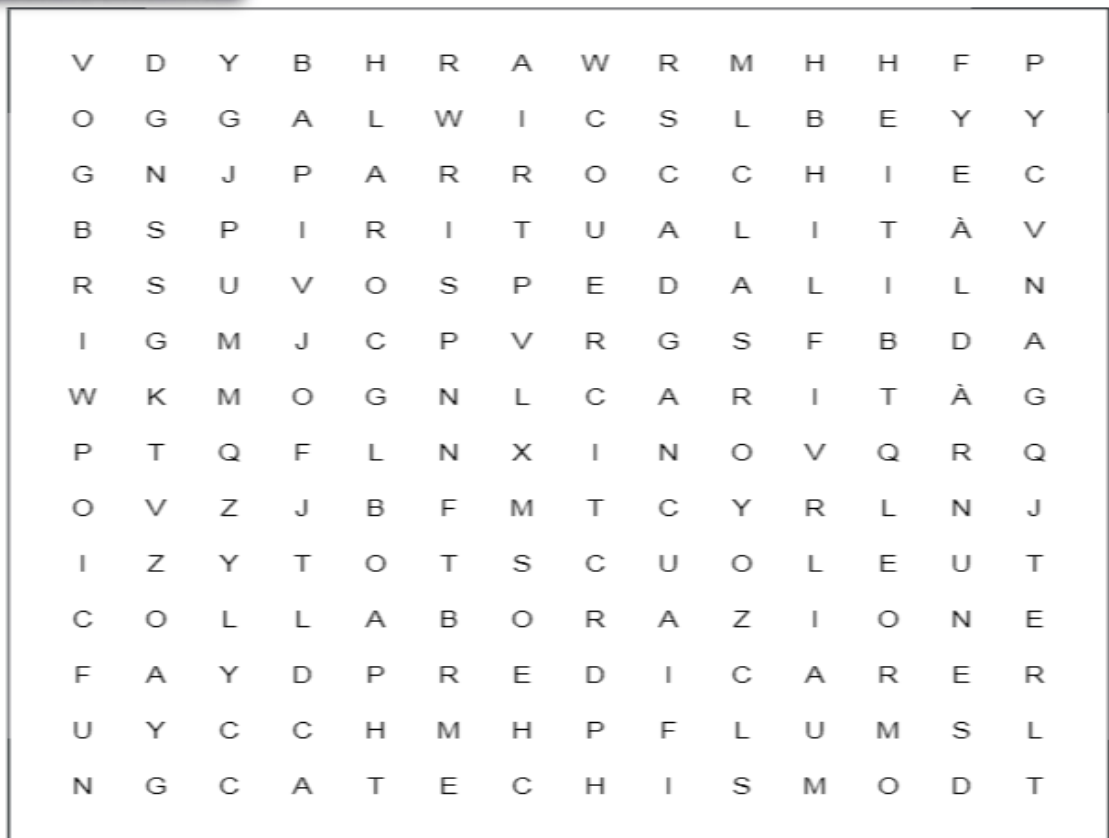 V D Y B H R A W R M H H F P
O G G A L W I C S L B E Y Y
G N J P A R R O C C H I E C
B S P I R I T U A L I T À V
R S U V O S P E D A L I L N
I G M J C P V R G S F B D A
W K M O G N L C A R I T À G
P T Q F L N X I N O V Q R Q
O V Z J B F M T C Y R L N J
I Z Y T O T S C U O L E U T
C O L L A B O R A Z I O N E
F A Y D P R E D I C A R E R
U Y C C H M H P F L U M S L
N G C A T E C H I S M O D T